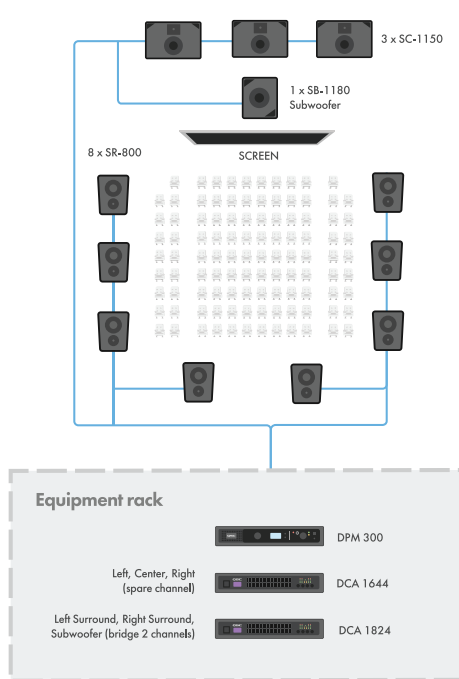 3 x SC-1150
1 x SB-1180
Subwoofer
8 x SR-800
SCREEN
Equipment rack
DPM 300
Left, Center, Right
(spare channel)
DCA 1644
Left Surround, Right Surround,
Subwoofer (bridge 2 channels)
DCA 1824